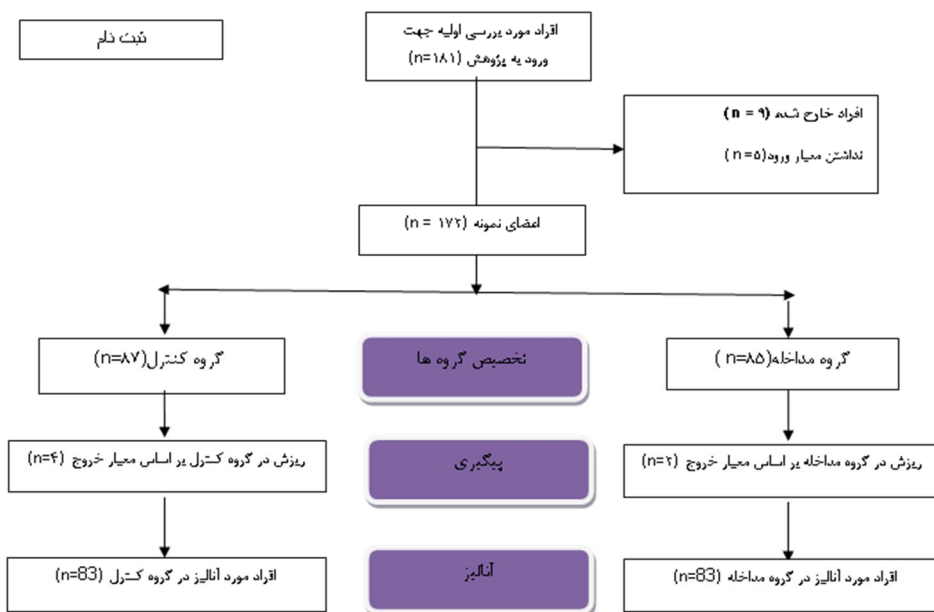 ثبت نام
افراد مورد بررسی اولیه جهت
ورود به پژوهش (n=۱۸۱)
افراد خارج شده (n = ۹)
نداشتن معیار ورود(n =۵ )
اعضای نمونه (n = ۱۷۲)
گروه مداخله(n=۸۵ )
تخصیص گروه ها
گروه کنترل(n=۸۷)
ریزش در گروه مداخله بر اساس معیار خروج (n=۲)
پیگیری
ریزش در گروه کنترل بر اساس معیار خروج (n=۴)
افراد مورد آنالیز در گروه مداخله (n=83)
آنالیز
افراد مورد آنالیز در گروه کنترل (n=83)